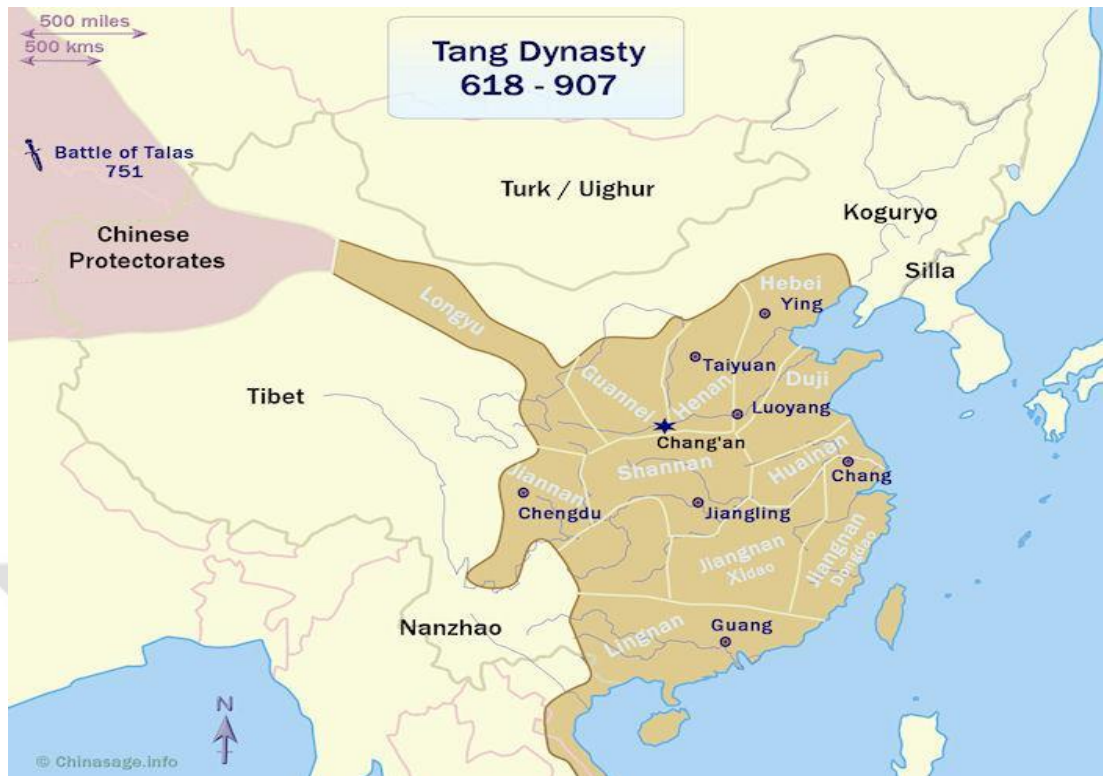 500 miles
500 kms
Tang Dynasty
618 - 907
Battle of Talas
751
Turk / Uighur
Koguryo
Chinese
Protectorates
Silla
Hebei
Longyu
Ying
Taiyuan
Duji
Guannel
Henan
Tibet
Luoyang
Chang'an
Shannan
Huainan
Chang
Jiannan
Chengdu
Jiangling
Jiangnan
Xidao
Jiangnan
Dongdao
Nanzhao
Guang
Lingnan
N
© Chinasage.info